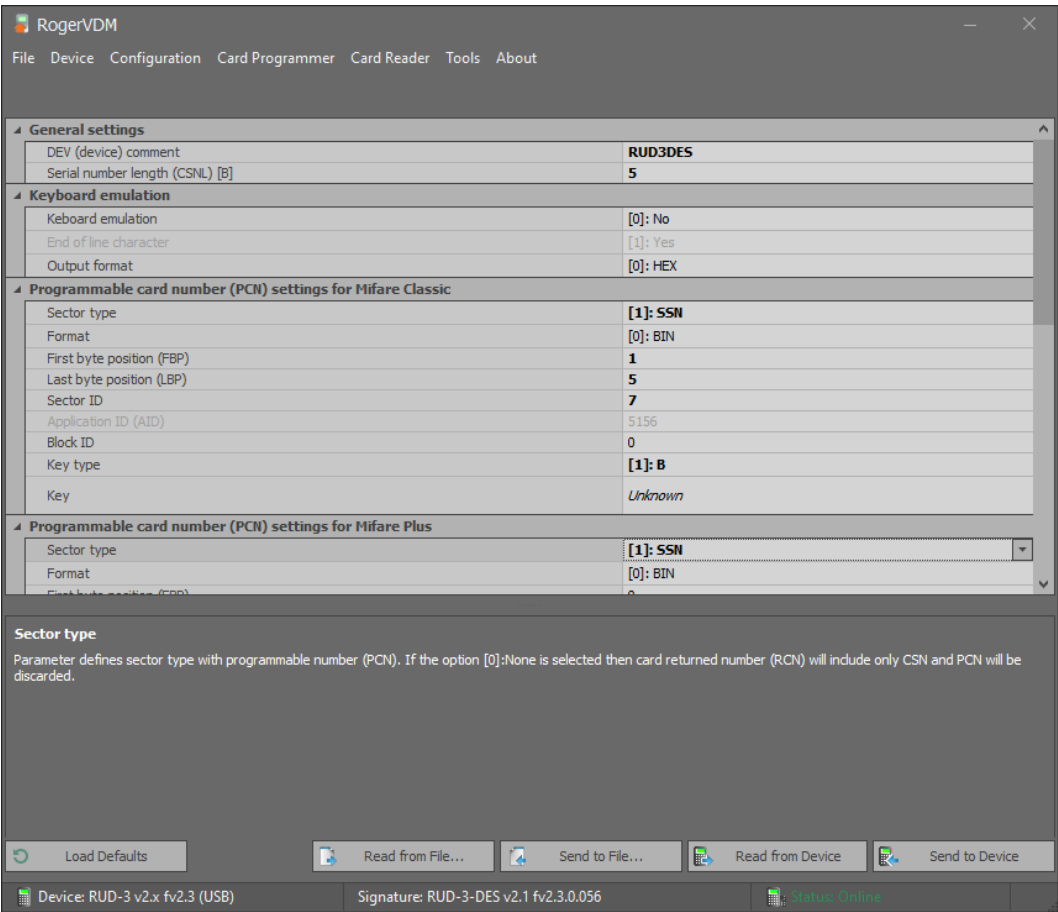 RogerVDM
File Device Configuration Card Programmer Card Reader Tools About
General settings
DEV (device) comment RUD3DES
Serial number length (CSNL) [B] 5
Keyboard emulation
Keboard emulation [0]: No
End of line character [1]: Yes
Output format [0]: HEX
Programmable card number (PCN) settings for Mifare Classic
Sector type [1]: SSN
Format [0]: BIN
First byte position (FBP) 1
Last byte position (LBP) 5
Sector ID 7
Application ID (AID) 5156
Block ID 0
Key type [1]: B
Key Unknown
Programmable card number (PCN) settings for Mifare Plus
Sector type [1]: SSN
Format [0]: BIN
First byte position (FBP)
Sector type
Parameter defines sector type with programmable number (PCN). If the option [0]:None is selected then card returned number (RCN) will include only CSN and PCN will be
discarded.
Load Defaults Read from File... Send to File... Read from Device Send to Device
Device: RUD-3 v2.x fv2.3 (USB) Signature: RUD-3-DES v2.1 fv2.3.0.056 Status: Online